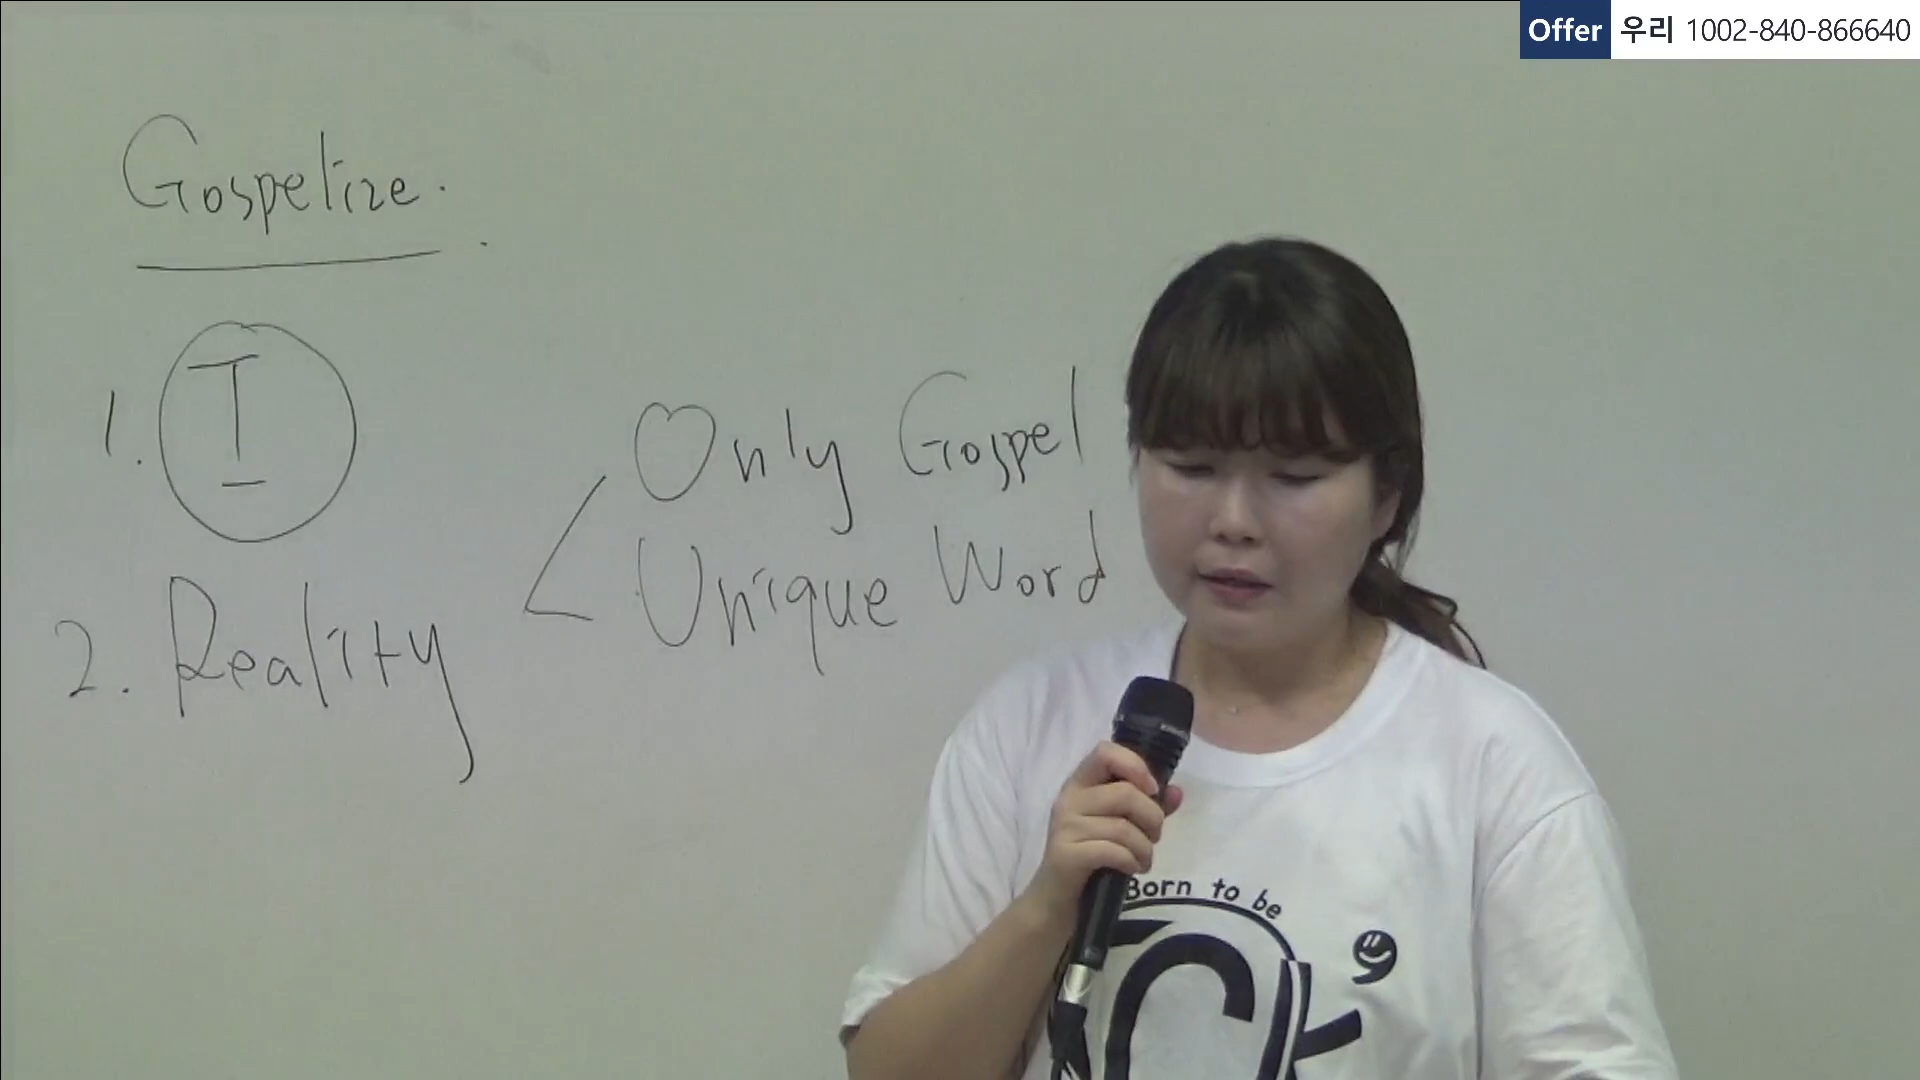 Offer 우리 1002-840-866640
Gospelize.
1. I
Only Gospel
Unique Word
2. Reality
Born to be